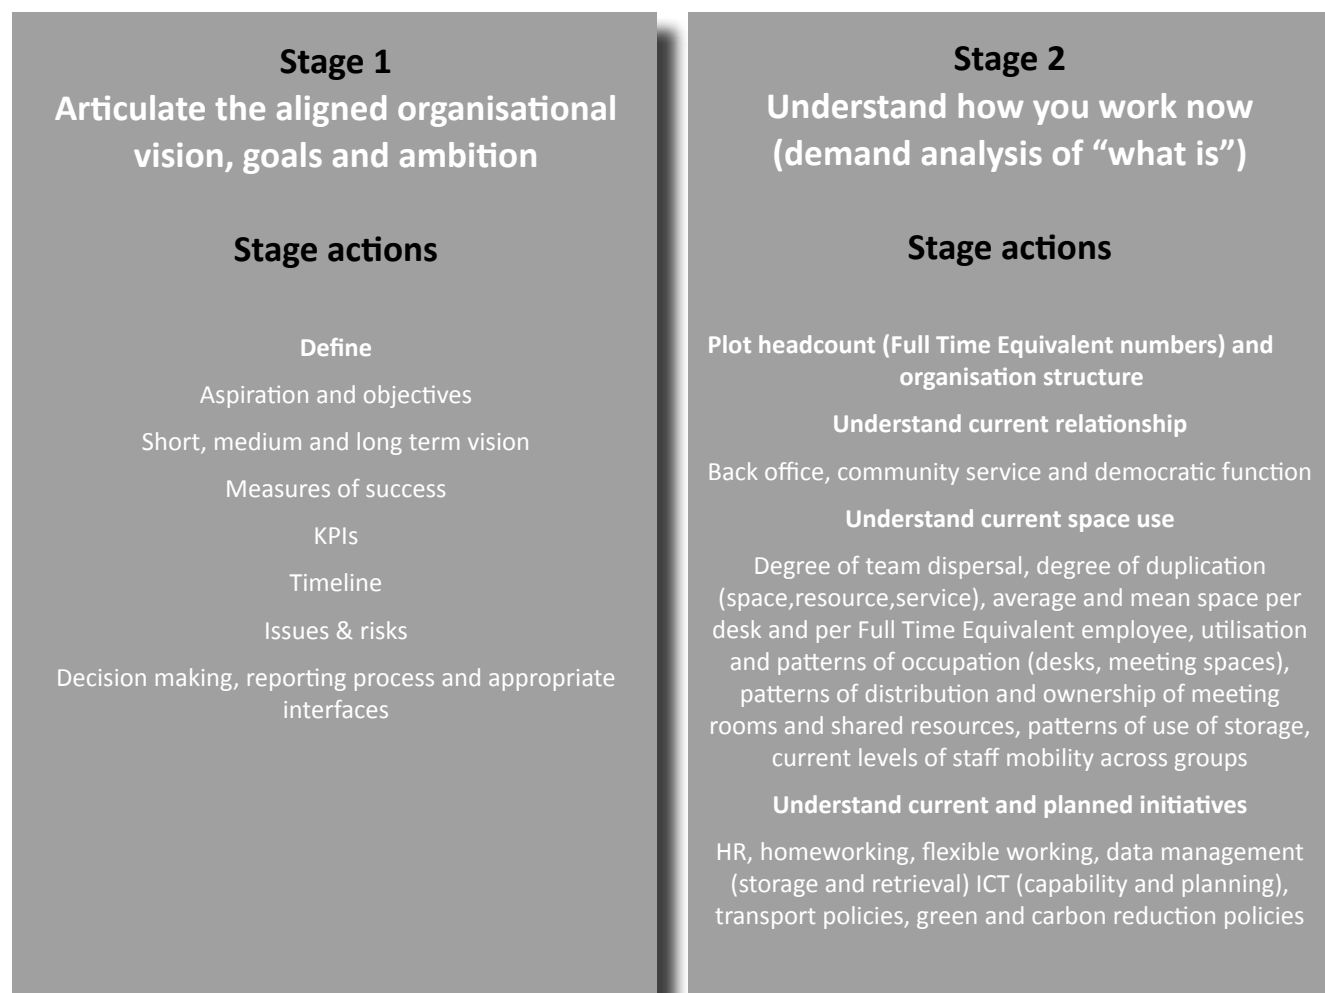 Stage 1
Articulate the aligned organisational
vision, goals and ambition
Stage actions
Define
Aspiration and objectives
Short, medium and long term vision
Measures of success
KPIs
Timeline
Issues & risks
Decision making, reporting process and appropriate
interfaces
Stage 2
Understand how you work now
(demand analysis of “what is”)
Stage actions
Plot headcount (Full Time Equivalent numbers) and
organisation structure
Understand current relationship
Back office, community service and democratic function
Understand current space use
Degree of team dispersal, degree of duplication
(space,resource,service), average and mean space per
desk and per Full Time Equivalent employee, utilisation
and patterns of occupation (desks, meeting spaces),
patterns of distribution and ownership of meeting
rooms and shared resources, patterns of use of storage,
current levels of staff mobility across groups
Understand current and planned initiatives
HR, homeworking, flexible working, data management
(storage and retrieval) ICT (capability and planning),
transport policies, green and carbon reduction policies